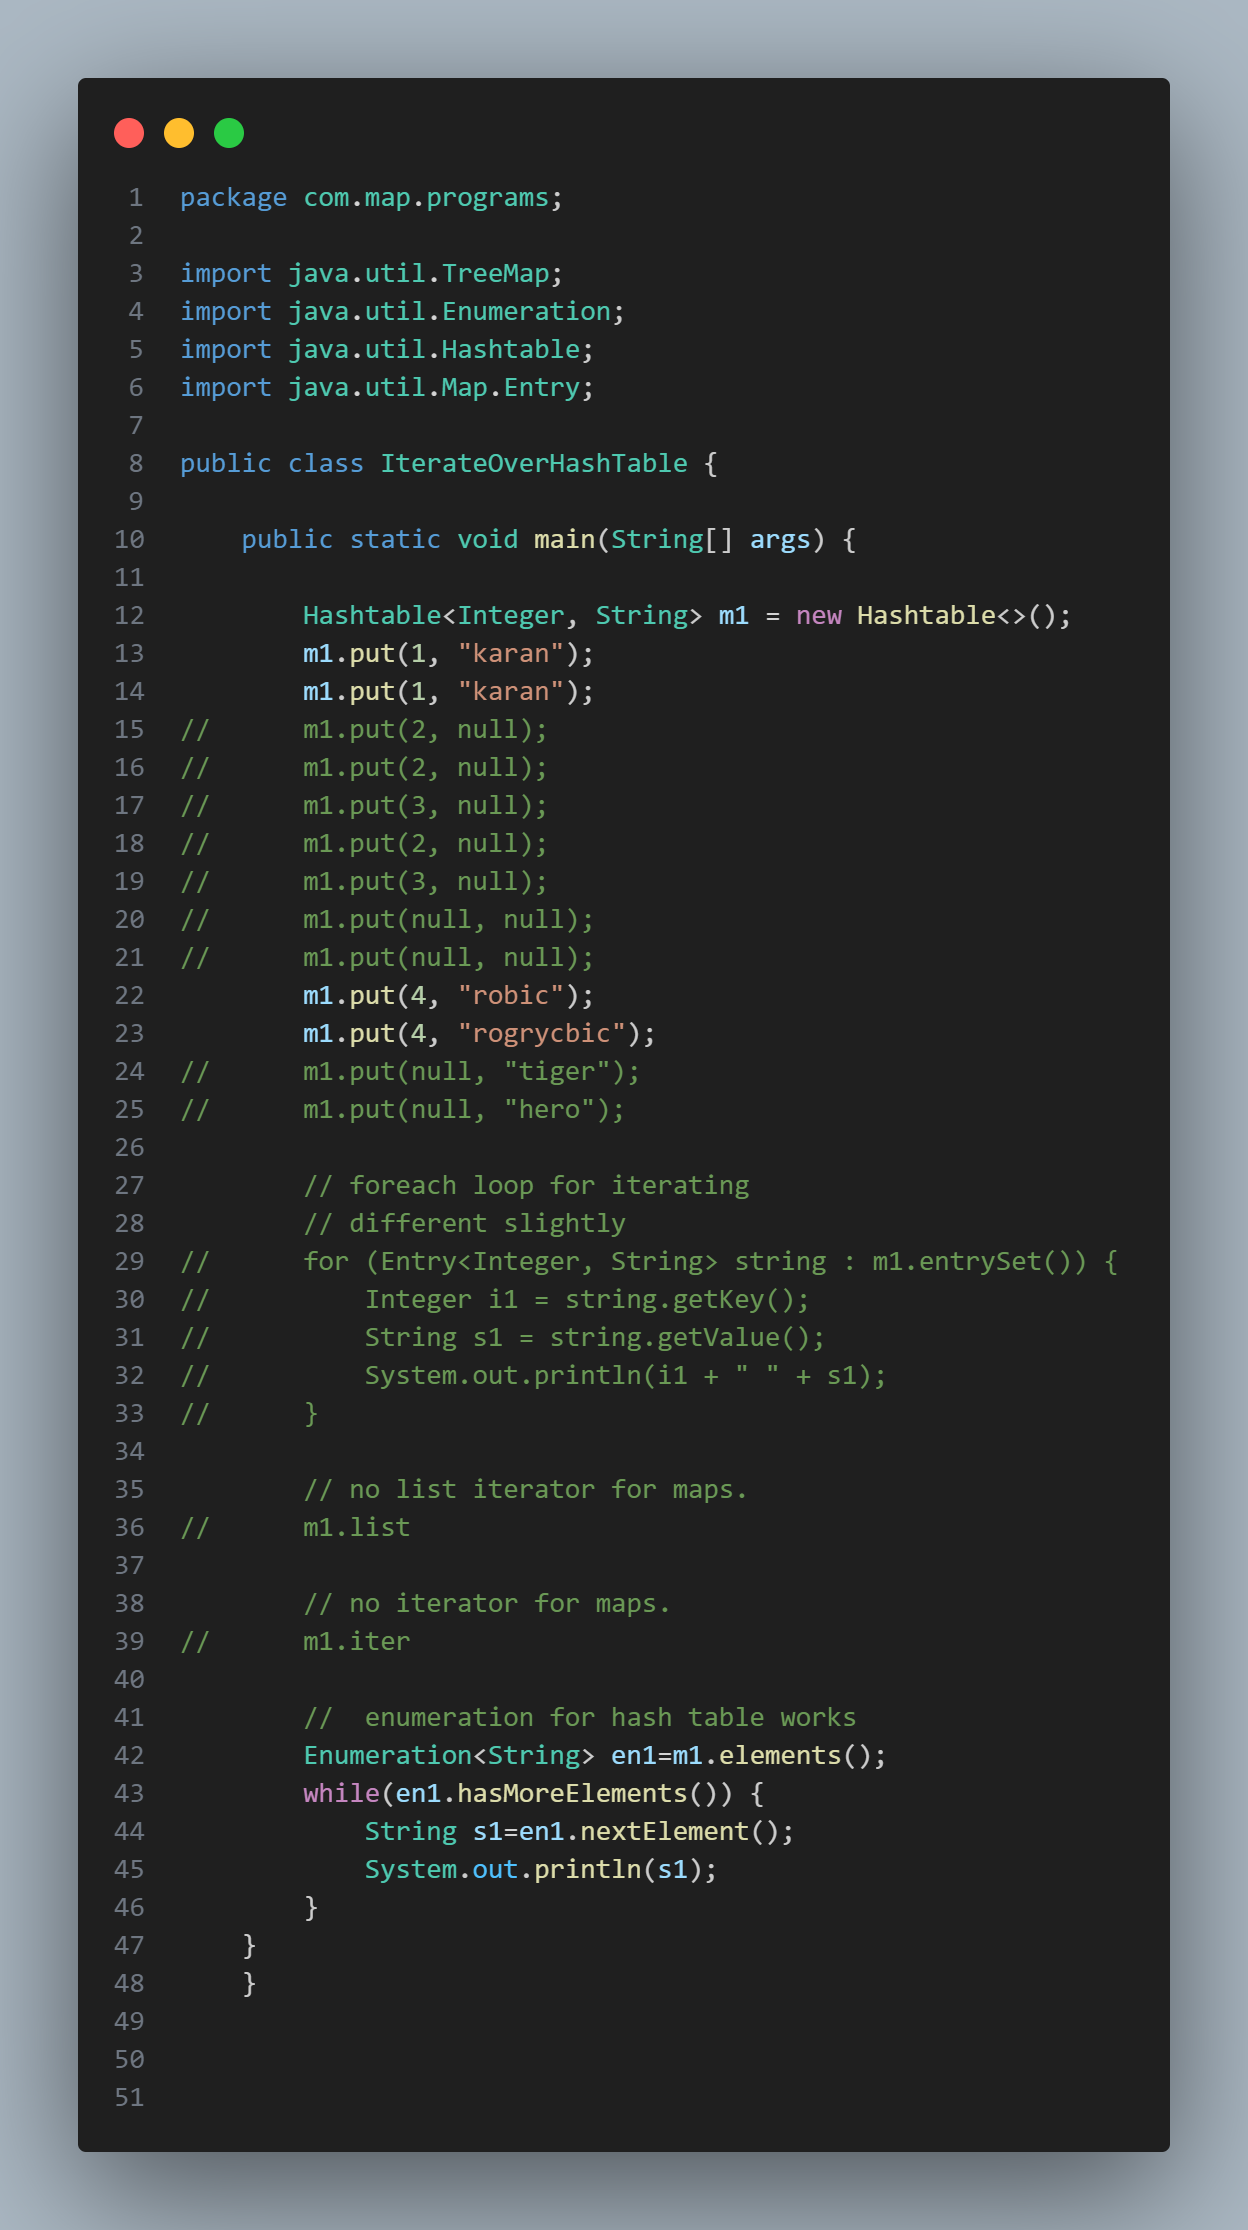 1 package com.map.programs;
2
3 import java.util.TreeMap;
4 import java.util.Enumeration;
5 import java.util.Hashtable;
6 import java.util.Map.Entry;
7
8 public class IterateOverHashTable {
9
10     public static void main(String[] args) {
11
12         Hashtable<Integer, String> m1 = new Hashtable<>();
13         m1.put(1, "karan");
14         m1.put(1, "karan");
15 //      m1.put(2, null);
16 //      m1.put(2, null);
17 //      m1.put(3, null);
18 //      m1.put(2, null);
19 //      m1.put(3, null);
20 //      m1.put(null, null);
21 //      m1.put(null, null);
22         m1.put(4, "robic");
23         m1.put(4, "rogrycbic");
24 //      m1.put(null, "tiger");
25 //      m1.put(null, "hero");
26
27         // foreach loop for iterating
28         // different slightly
29 //      for (Entry<Integer, String> string : m1.entrySet()) {
30 //          Integer i1 = string.getKey();
31 //          String s1 = string.getValue();
32 //          System.out.println(i1 + " " + s1);
33 //      }
34
35         // no list iterator for maps.
36 //      m1.list
37
38         // no iterator for maps.
39 //      m1.iter
40
41         //  enumeration for hash table works
42         Enumeration<String> en1=m1.elements();
43         while(en1.hasMoreElements()) {
44             String s1=en1.nextElement();
45             System.out.println(s1);
46         }
47     }
48     }
49
50
51